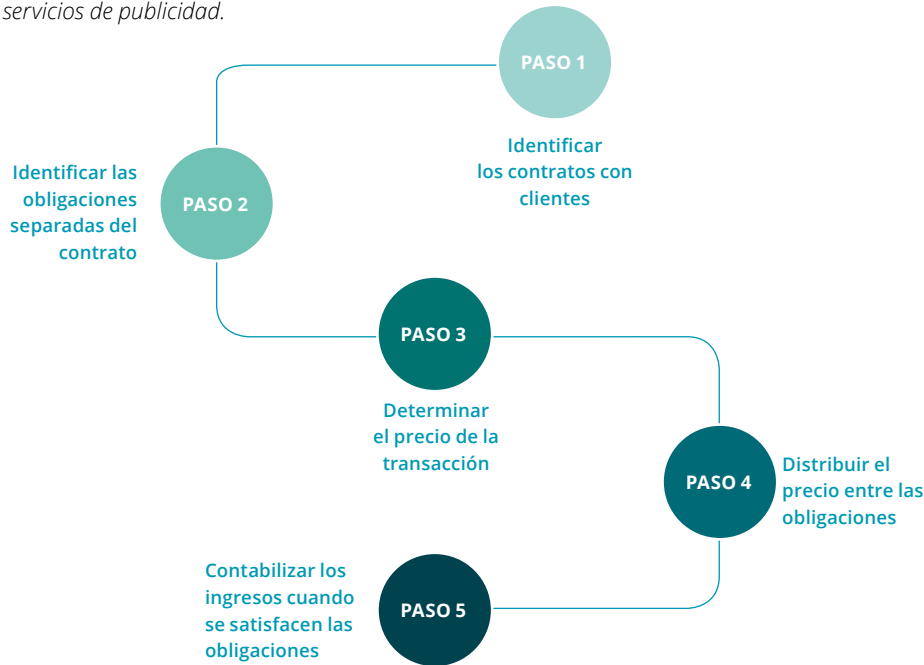 servicios de publicidad.
PASO 1
Identificar
los contratos con
clientes
PASO 2
Identificar las
obligaciones
separadas del
contrato
PASO 3
Determinar
el precio de la
transacción
PASO 4
Distribuir el
precio entre las
obligaciones
PASO 5
Contabilizar los
ingresos cuando
se satisfacen las
obligaciones